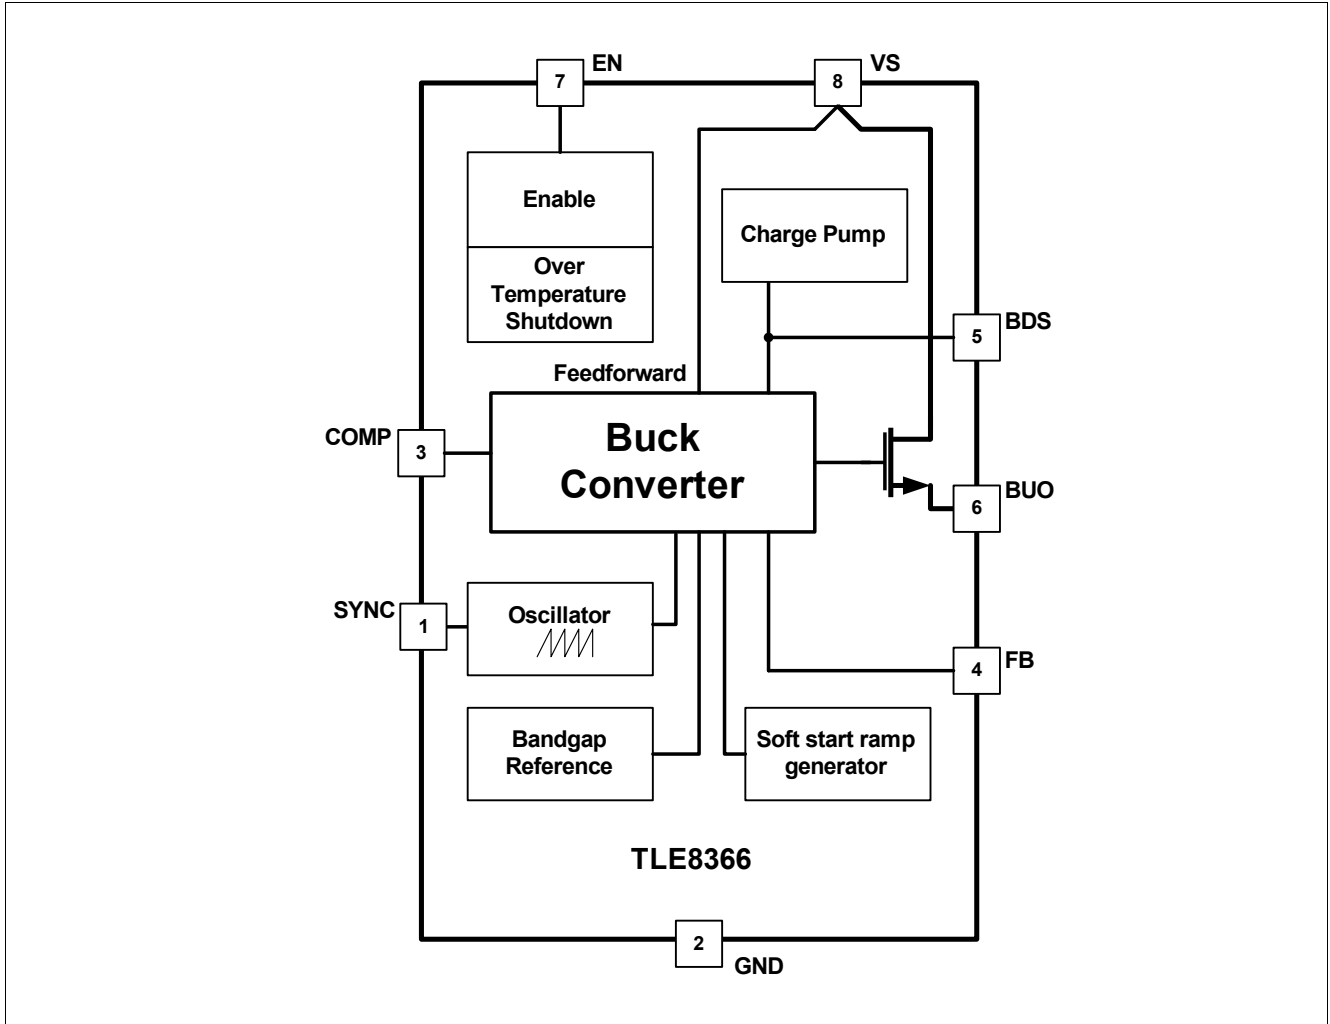 EN
7
VS
8
Enable
Charge Pump
Over
Temperature
Shutdown
BDS
5
Feedforward
COMP
3
Buck
Converter
BUO
6
SYNC
1
Oscillator
FB
4
Bandgap
Reference
Soft start ramp
generator
TLE8366
2
GND